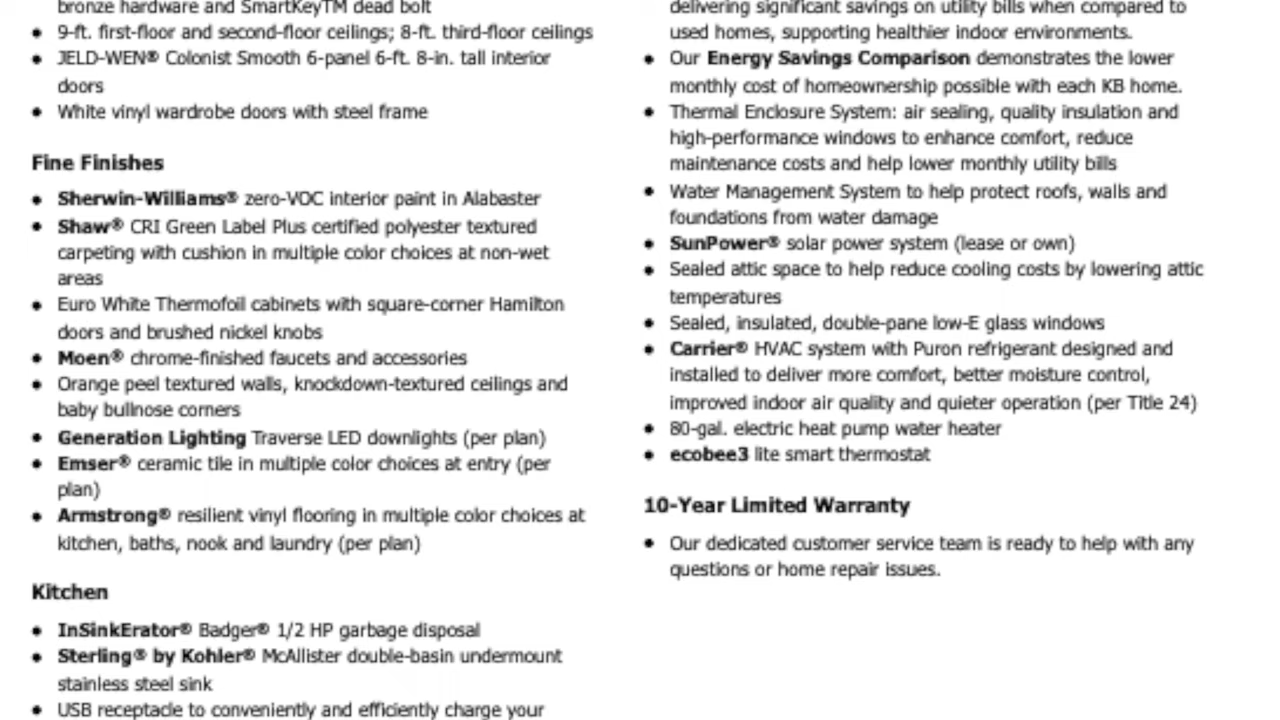 bronze hardware and SmartKeyTM dead bolt
● 9-ft. first-floor and second-floor ceilings; 8-ft. third-floor ceilings
● JELD-WEN® Colonist Smooth 6-panel 6-ft. 8-in. tall interior
doors
● White vinyl wardrobe doors with steel frame
Fine Finishes
● Sherwin-Williams® zero-VOC interior paint in Alabaster
● Shaw® CRI Green Label Plus certified polyester textured
carpeting with cushion in multiple color choices at non-wet
areas
● Euro White Thermofoil cabinets with square-corner Hamilton
doors and brushed nickel knobs
● Moen® chrome-finished faucets and accessories
● Orange peel textured walls, knockdown-textured ceilings and
baby bullnose corners
● Generation Lighting Traverse LED downlights (per plan)
● Emser® ceramic tile in multiple color choices at entry (per
plan)
● Armstrong® resilient vinyl flooring in multiple color choices at
kitchen, baths, nook and laundry (per plan)
Kitchen
● InSinkErator® Badger® 1/2 HP garbage disposal
● Sterling® by Kohler® McAllister double-basin undermount
stainless steel sink
● USB receptacle to conveniently and efficiently charge your
delivering significant savings on utility bills when compared to
used homes, supporting healthier indoor environments.
● Our Energy Savings Comparison demonstrates the lower
monthly cost of homeownership possible with each KB home.
● Thermal Enclosure System: air sealing, quality insulation and
high-performance windows to enhance comfort, reduce
maintenance costs and help lower monthly utility bills
● Water Management System to help protect roofs, walls and
foundations from water damage
● SunPower® solar power system (lease or own)
● Sealed attic space to help reduce cooling costs by lowering attic
temperatures
● Sealed, insulated, double-pane low-E glass windows
● Carrier® HVAC system with Puron refrigerant designed and
installed to deliver more comfort, better moisture control,
improved indoor air quality and quieter operation (per Title 24)
● 80-gal. electric heat pump water heater
● ecobee3 lite smart thermostat
10-Year Limited Warranty
● Our dedicated customer service team is ready to help with any
questions or home repair issues.